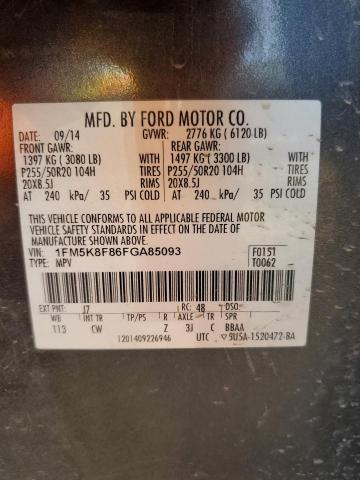 MFD. BY FORD MOTOR CO.
09/14 GVWR: 2776 KG ( 6120 LB)
FRONT GAWR: REAR GAWR:
1397 KG ( 3080 LB) 1497 KG ( 3300 LB)
P255/50R20 104H TIRES P255/50R20 104H TIRES
20X8.5J RIMS 20X8.5J RIMS
AT 240 kPa/ 35 PSI COLD AT 240 kPa/ 35 PSI COLD
THIS VEHICLE CONFORMS TO ALL APPLICABLE FEDERAL MOTOR
VEHICLE SAFETY STANDARDS IN EFFECT ON THE DATE OF
MANUFACTURE SHOWN ABOVE.
VIN: 1FM5K8F86FGA85093 F0151
TYPE: MPV T0062
EXT PNT: J7 RC: 48 DSO:
WB INT TR TP/PS R AXLE TR SPR
113 CW Z 3J C BBAA
1201409226946 UTC 5U5A-1520472-BA